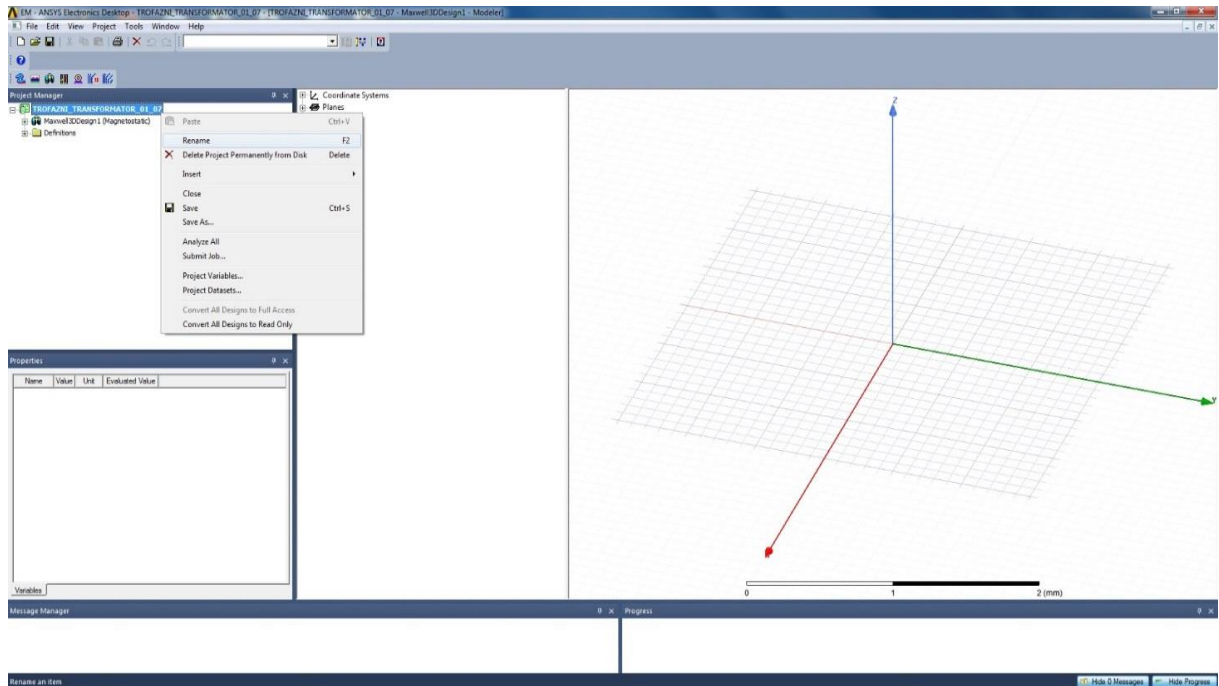 EM - ANSYS Electronics Desktop - TROFAZNI_TRANSFORMATOR_01_07 - [TROFAZNI_TRANSFORMATOR_01_07 - Maxwell3DDesign1 - Modeler]
File Edit View Project Tools Window Help
Project Manager
TROFAZNI_TRANSFORMATOR_01_07
Maxwell3DDesign1 (Magnetostatic)
Definitions
Paste Ctrl+V
Rename F2
Delete Project Permanently from Disk Delete
Insert
Close
Save Ctrl+S
Save As...
Analyze All
Submit Job...
Project Variables...
Project Datasets...
Convert All Designs to Full Access
Convert All Designs to Read Only
Coordinate Systems
Planes
Z
Y
0 1 2 (mm)
Properties
Name Value Unit Evaluated Value
Variables
Message Manager
Progress
Rename an item
Hide 0 Messages Hide Progress